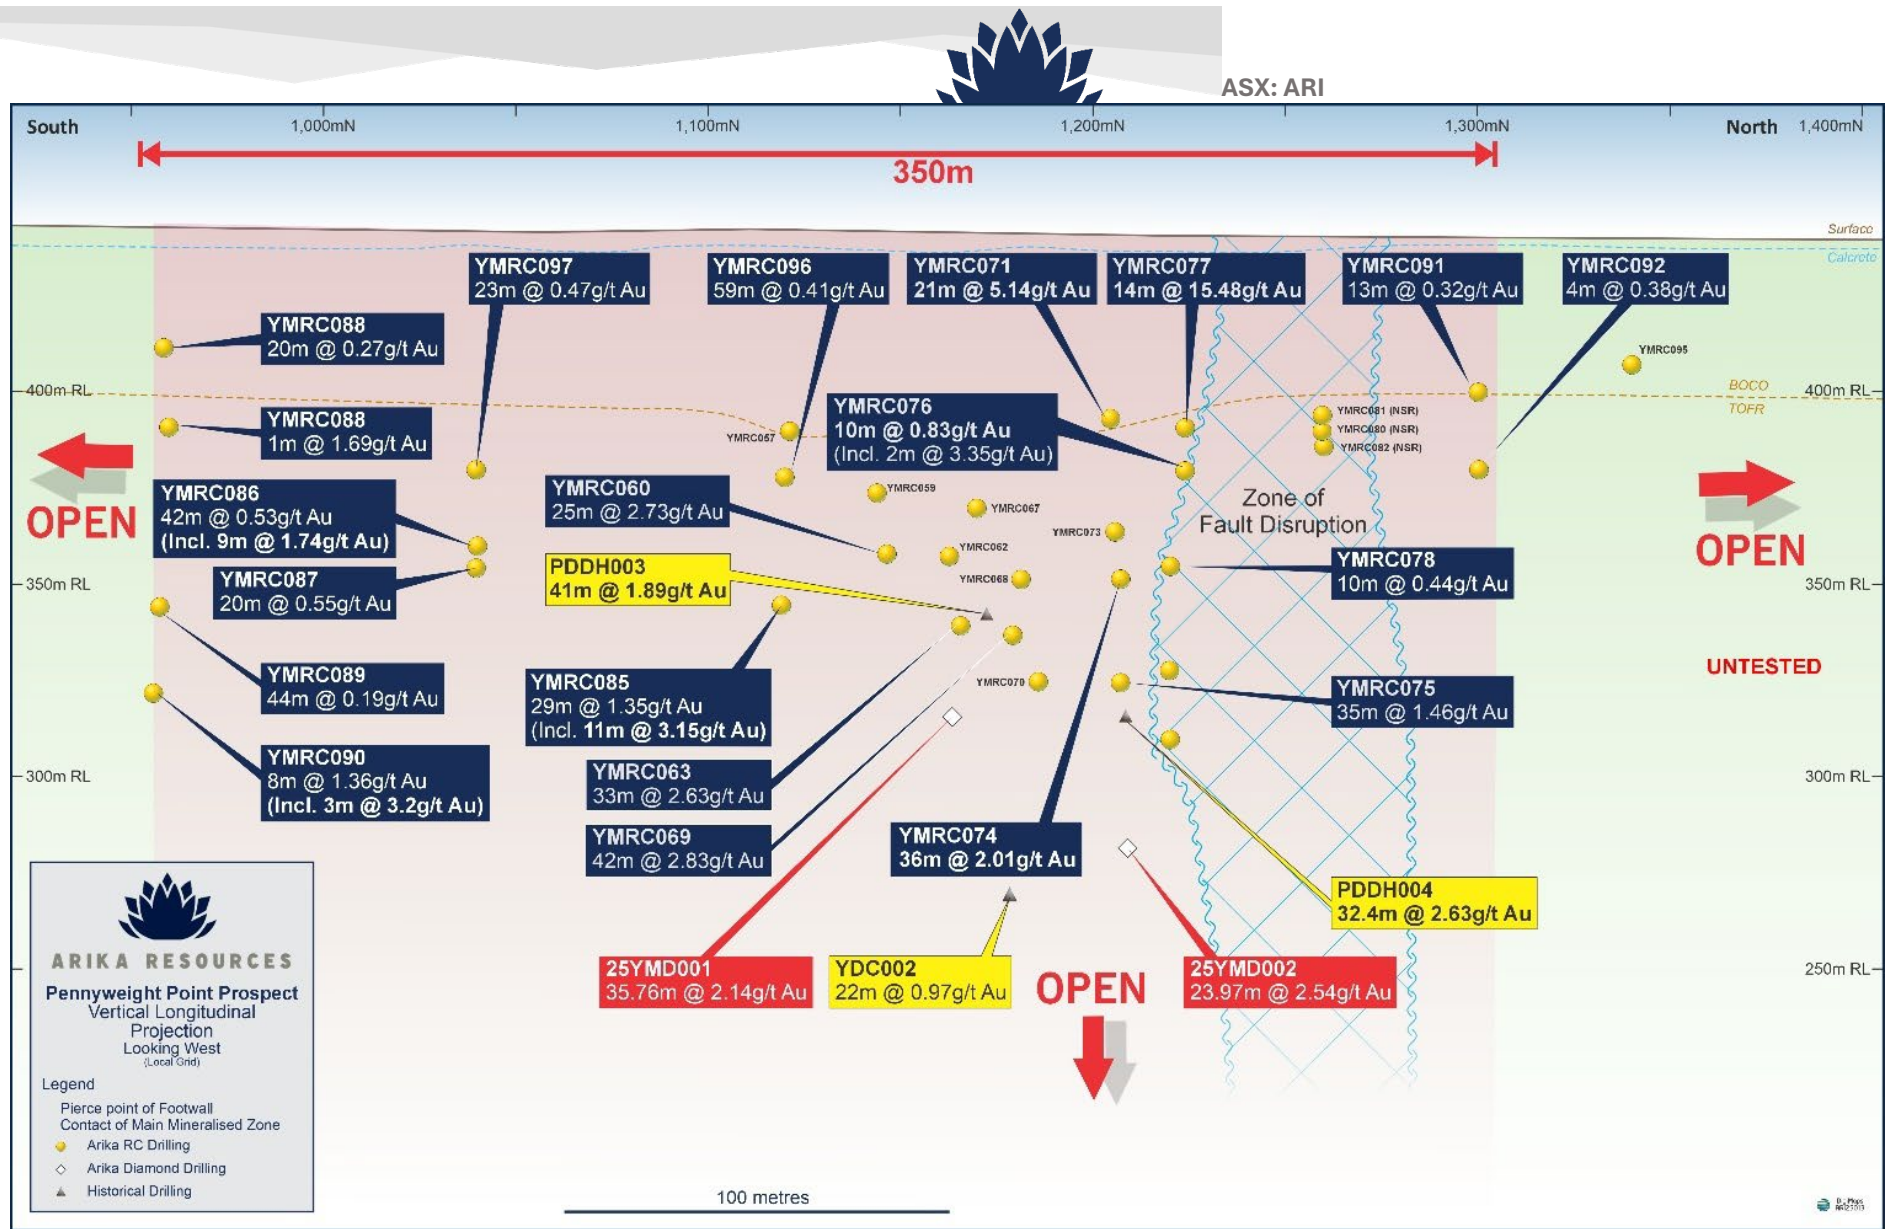 ASX: ARI
South
1,000mN
1,100mN
1,200mN
1,300mN
North
1,400mN
350m
Surface
Calcrete
YMRC097
23m @ 0.47g/t Au
YMRC096
59m @ 0.41g/t Au
YMRC071
21m @ 5.14g/t Au
YMRC077
14m @ 15.48g/t Au
YMRC091
13m @ 0.32g/t Au
YMRC092
4m @ 0.38g/t Au
YMRC088
20m @ 0.27g/t Au
YMRC095
400m RL
BOCO
400m RL
TOFR
YMRC088
1m @ 1.69g/t Au
YMRC057
YMRC076
10m @ 0.83g/t Au
(Incl. 2m @ 3.35g/t Au)
YMRC081 (NSR)
YMRC080 (NSR)
YMRC082 (NSR)
OPEN
YMRC086
42m @ 0.53g/t Au
(Incl. 9m @ 1.74g/t Au)
YMRC060
25m @ 2.73g/t Au
YMRC059
YMRC067
YMRC073
Zone of
Fault Disruption
OPEN
YMRC062
YMRC087
20m @ 0.55g/t Au
PDDH003
41m @ 1.89g/t Au
YMRC068
YMRC078
10m @ 0.44g/t Au
350m RL
350m RL
UNTESTED
YMRC089
44m @ 0.19g/t Au
YMRC085
29m @ 1.35g/t Au
(Incl. 11m @ 3.15g/t Au)
YMRC070
YMRC075
35m @ 1.46g/t Au
YMRC090
8m @ 1.36g/t Au
(Incl. 3m @ 3.2g/t Au)
300m RL
300m RL
YMRC063
33m @ 2.63g/t Au
YMRC069
42m @ 2.83g/t Au
YMRC074
36m @ 2.01g/t Au
PDDH004
32.4m @ 2.63g/t Au
25YMD001
35.76m @ 2.14g/t Au
YDC002
22m @ 0.97g/t Au
OPEN
25YMD002
23.97m @ 2.54g/t Au
250m RL
ARIKA RESOURCES
Pennyweight Point Prospect
Vertical Longitudinal
Projection
Looking West
(Local Grid)
Legend
Pierce point of Footwall
Contact of Main Mineralised Zone
Arika RC Drilling
Arika Diamond Drilling
Historical Drilling
100 metres